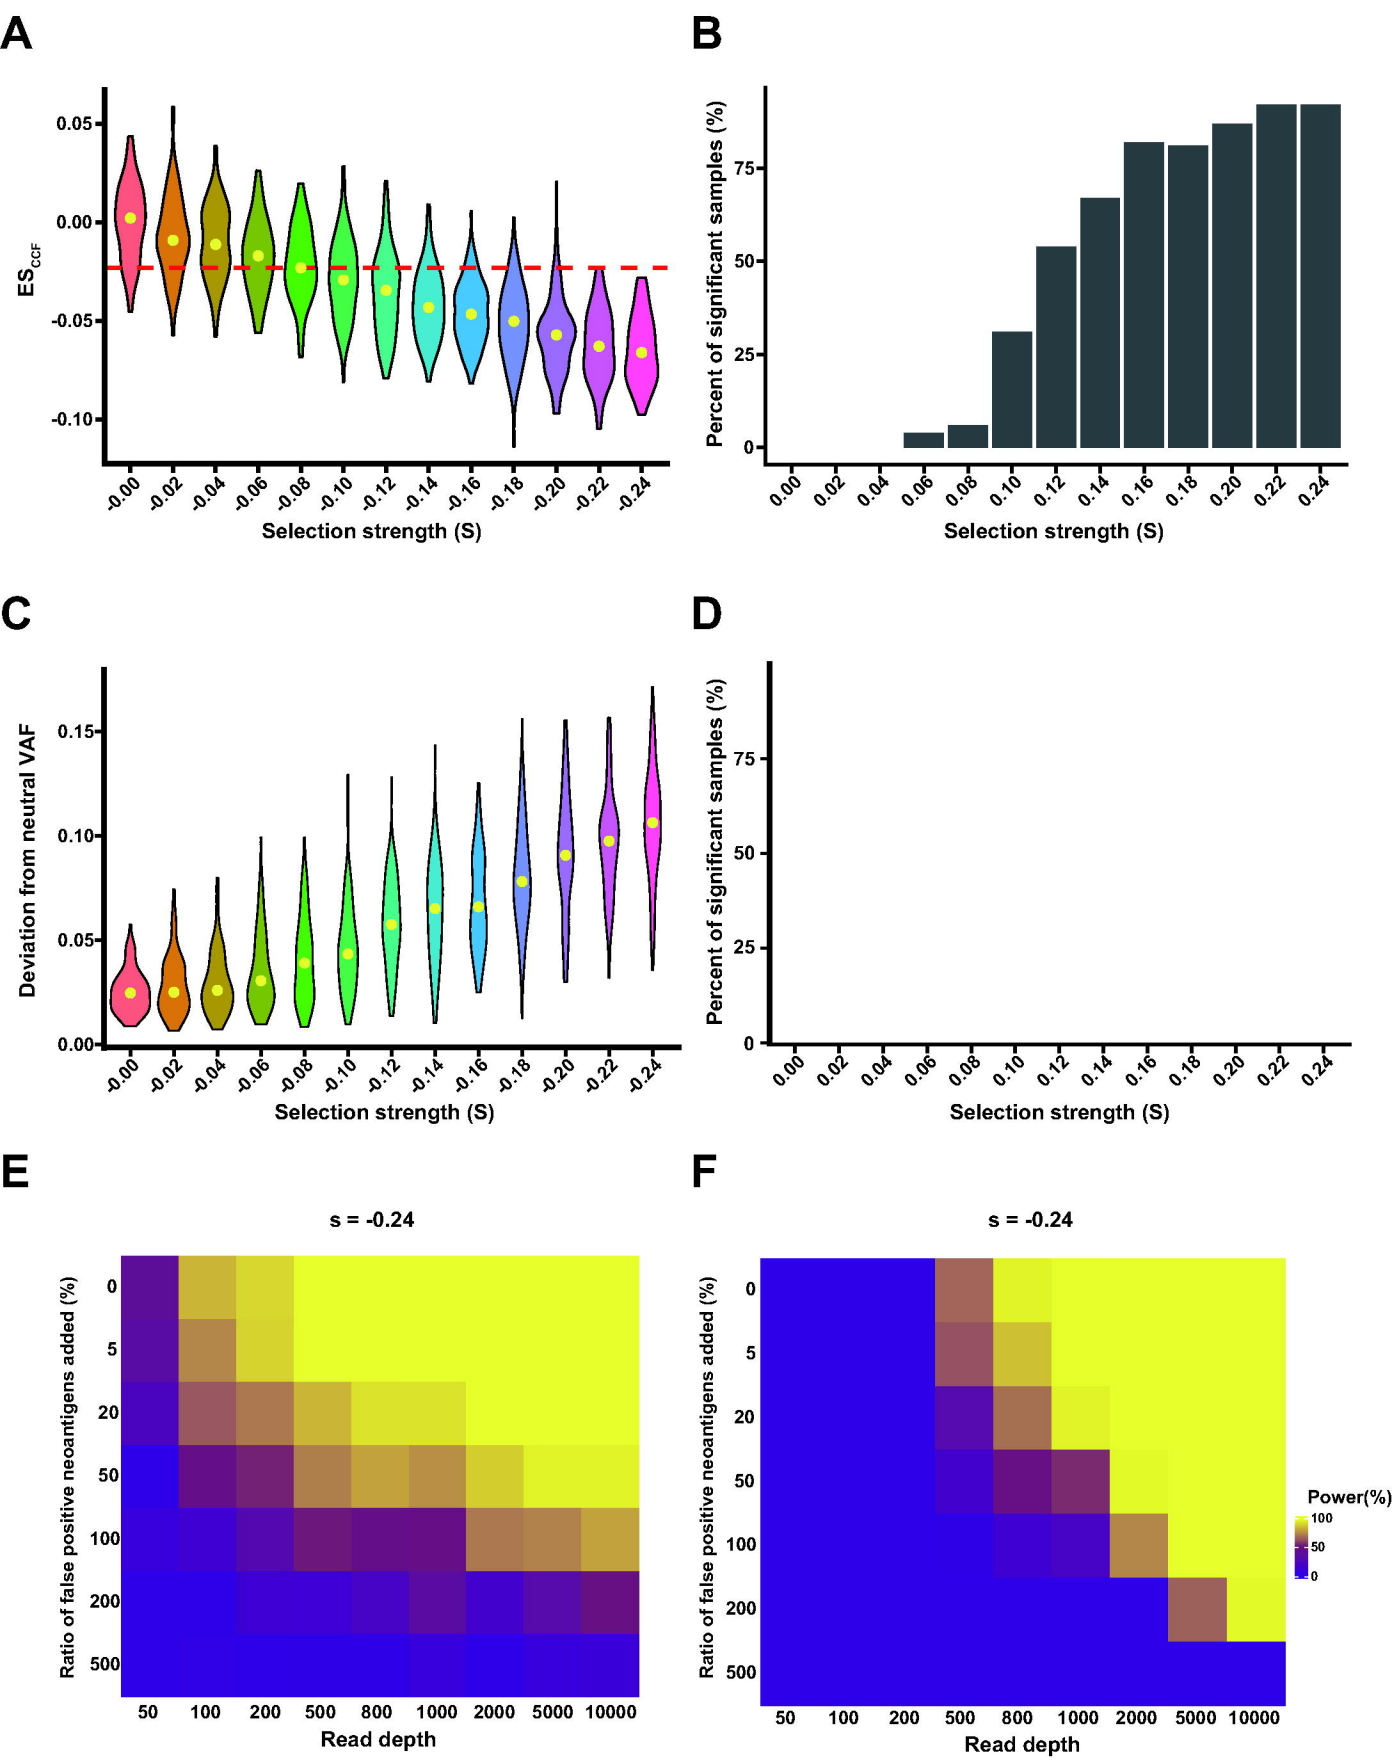 A
ES CCF
0.05
0.00
-0.05
-0.10
-0.00 -0.02 -0.04 -0.06 -0.08 -0.10 -0.12 -0.14 -0.16 -0.18 -0.20 -0.22 -0.24
Selection strength (S)
B
Percent of significant samples (%)
75
50
25
0
0.00 0.02 0.04 0.06 0.08 0.10 0.12 0.14 0.16 0.18 0.20 0.22 0.24
Selection strength (S)
C
Deviation from neutral VAF
0.15
0.10
0.05
0.00
-0.00 -0.02 -0.04 -0.06 -0.08 -0.10 -0.12 -0.14 -0.16 -0.18 -0.20 -0.22 -0.24
Selection strength (S)
D
Percent of significant samples (%)
75
50
25
0
0.00 0.02 0.04 0.06 0.08 0.10 0.12 0.14 0.16 0.18 0.20 0.22 0.24
Selection strength (S)
E
s = -0.24
Ratio of false positive neoantigens added (%)
0
5
20
50
100
200
500
50 100 200 500 800 1000 2000 5000 10000
Read depth
F
s = -0.24
Ratio of false positive neoantigens added (%)
0
5
20
50
100
200
500
50 100 200 500 800 1000 2000 5000 10000
Read depth
Power(%)
100
50
0